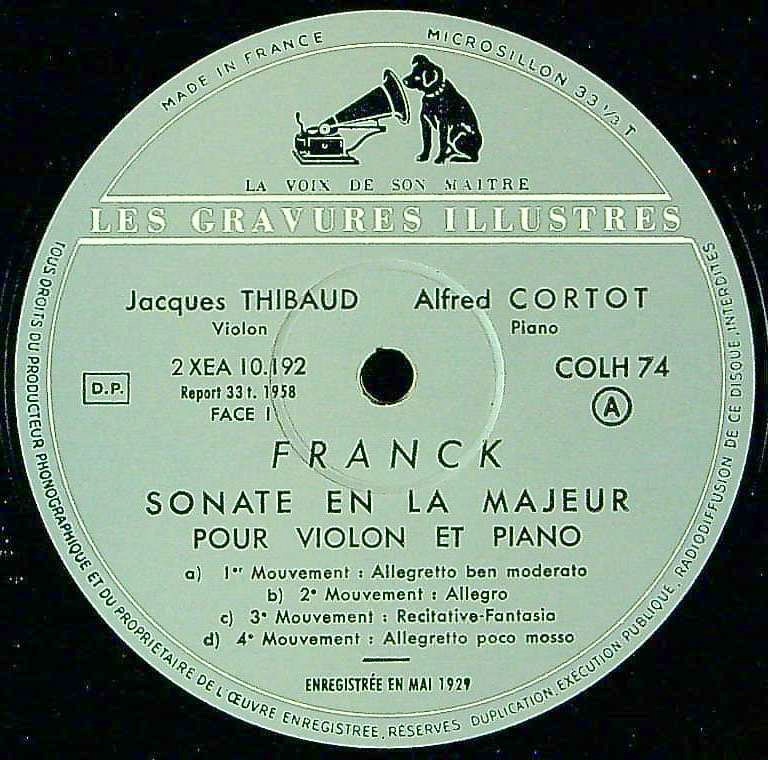 MADE IN FRANCE
MICROSILLON 33 1/3 T
LA VOIX DE SON MAITRE
LES GRAVURES ILLUSTRES
Jacques THIBAUD Alfred CORTOT
Violon Piano
2 XEA 10.192 COLH 74
D.P. Report 33 t. 1958 A
FACE 1
FRANCK
SONATE EN LA MAJEUR
POUR VIOLON ET PIANO
a) 1er Mouvement : Allegretto ben moderato
b) 2e Mouvement : Allegro
c) 3e Mouvement : Recitative-Fantasia
d) 4e Mouvement : Allegretto poco mosso
ENREGISTRÉE EN MAI 1929
TOUS DROITS DU PRODUCTEUR PHONOGRAPHIQUE ET DU PROPRIETAIRE DE L'ŒUVRE ENREGISTREE, RÉSERVES DUPLICATION, EXÉCUTION PUBLIQUE, RADIODIFFUSION DE CE DISQUE, INTERDITES